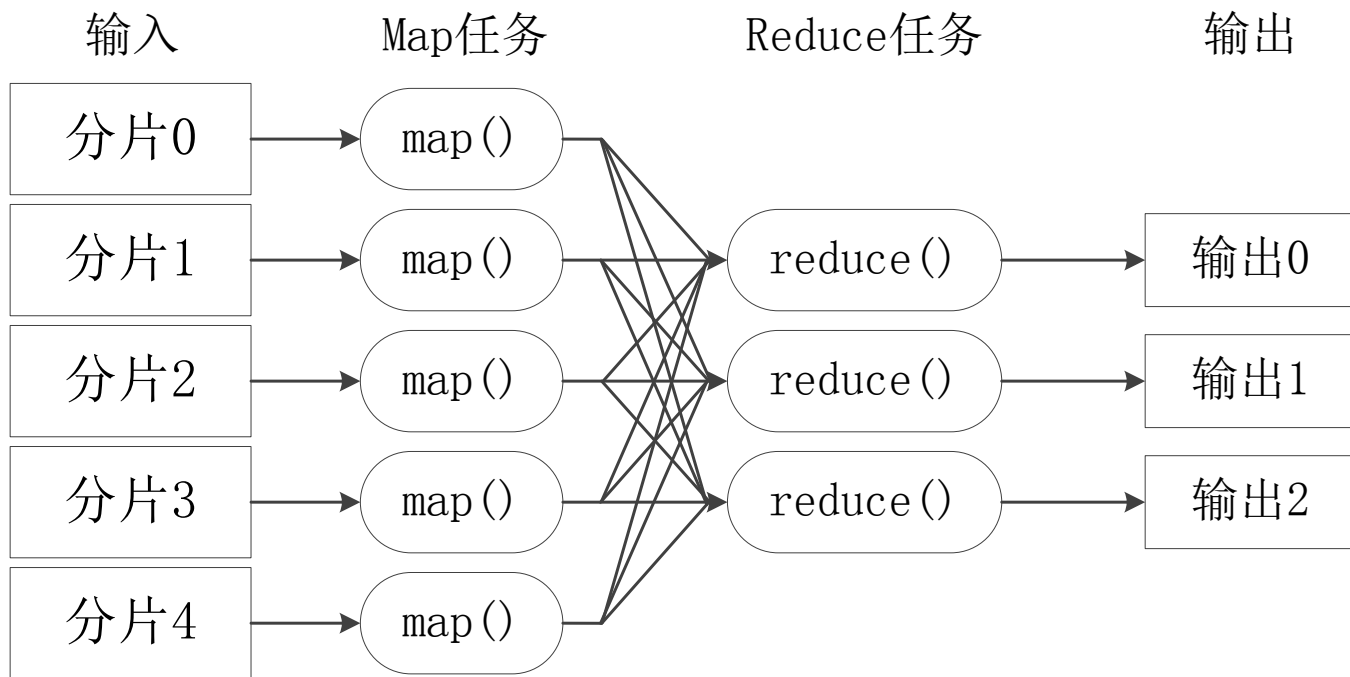 输入 Map任务 Reduce任务 输出
分片0 map()
分片1 map() reduce() 输出0
分片2 map() reduce() 输出1
分片3 map() reduce() 输出2
分片4 map()